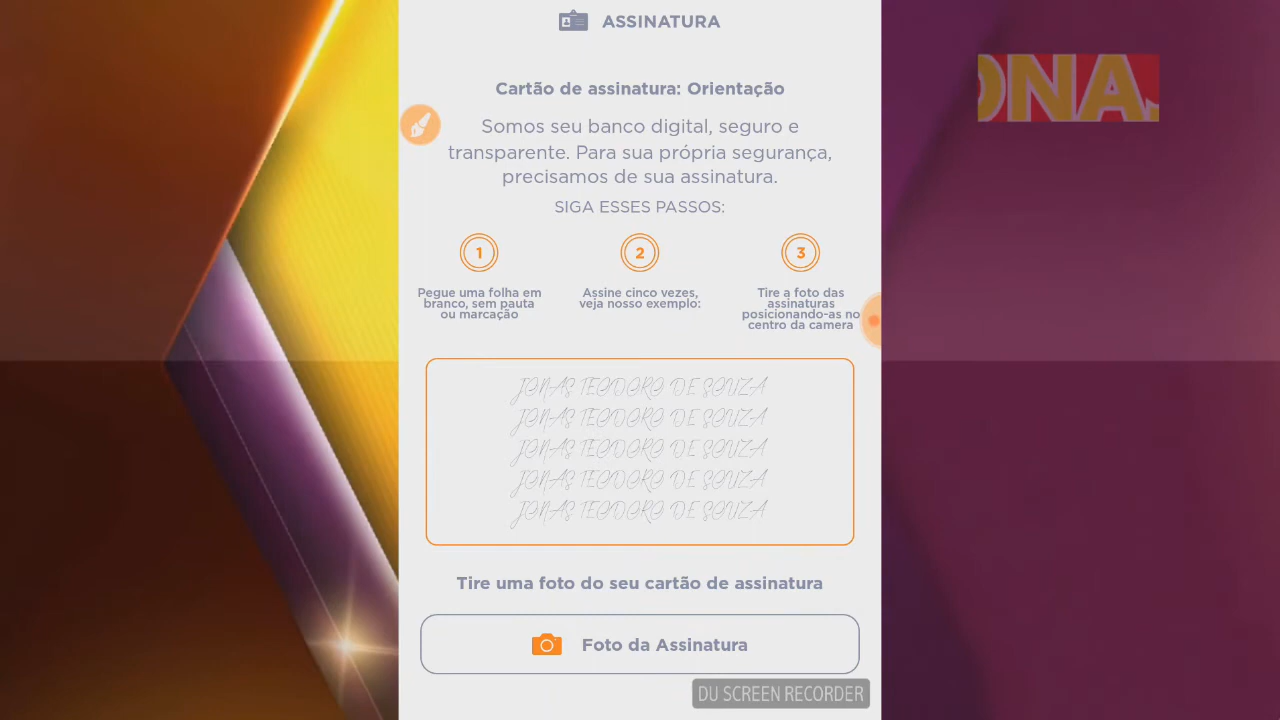 ASSINATURA
ONA.
Cartão de assinatura: Orientação
Somos seu banco digital, seguro e
transparente. Para sua própria segurança,
precisamos de sua assinatura.
SIGA ESSES PASSOS:
1
2
3
Pegue uma folha em
branco, sem pauta
ou marcação
Assine cinco vezes,
veja nosso exemplo:
Tire a foto das
assinaturas
posicionando-as no
centro da camera
JONAS TEODORO DE SOUZA
JONAS TEODORO DE SOUZA
JONAS TEODORO DE SOUZA
JONAS TEODORO DE SOUZA
JONAS TEODORO DE SOUZA
Tire uma foto do seu cartão de assinatura
Foto da Assinatura
DU SCREEN RECORDER